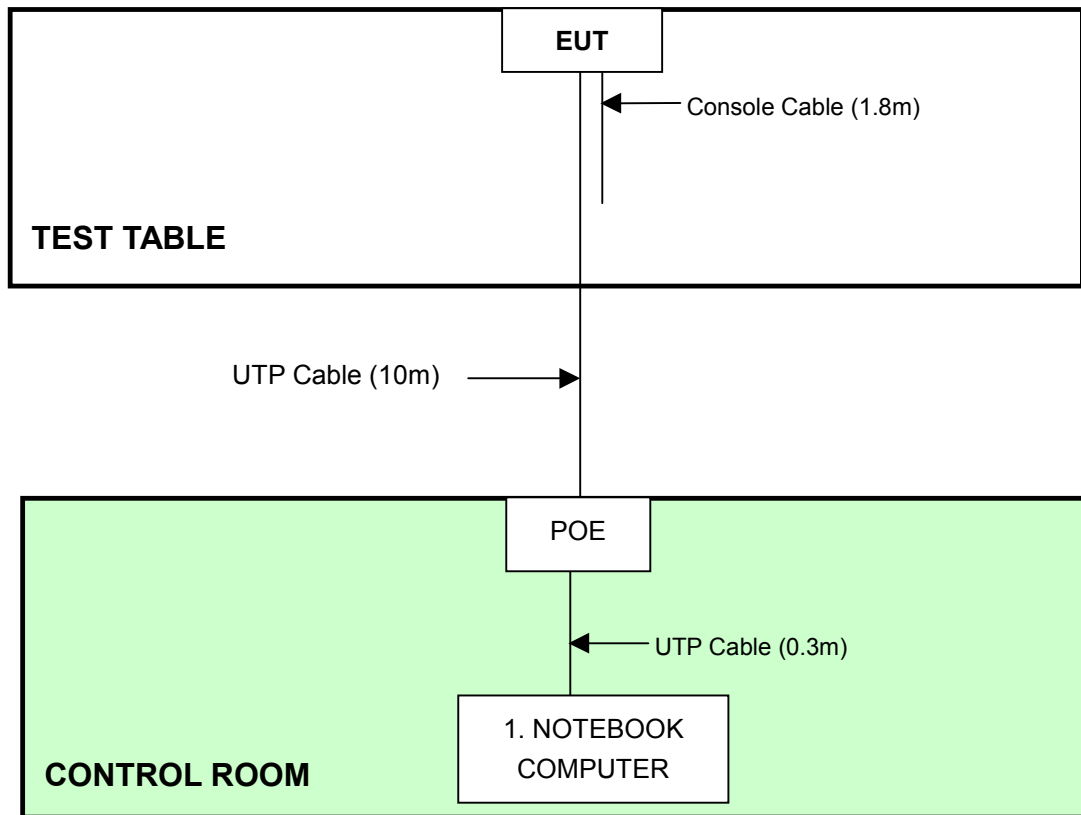 EUT
Console Cable (1.8m)
TEST TABLE
UTP Cable (10m)
POE
UTP Cable (0.3m)
1. NOTEBOOK
COMPUTER
CONTROL ROOM